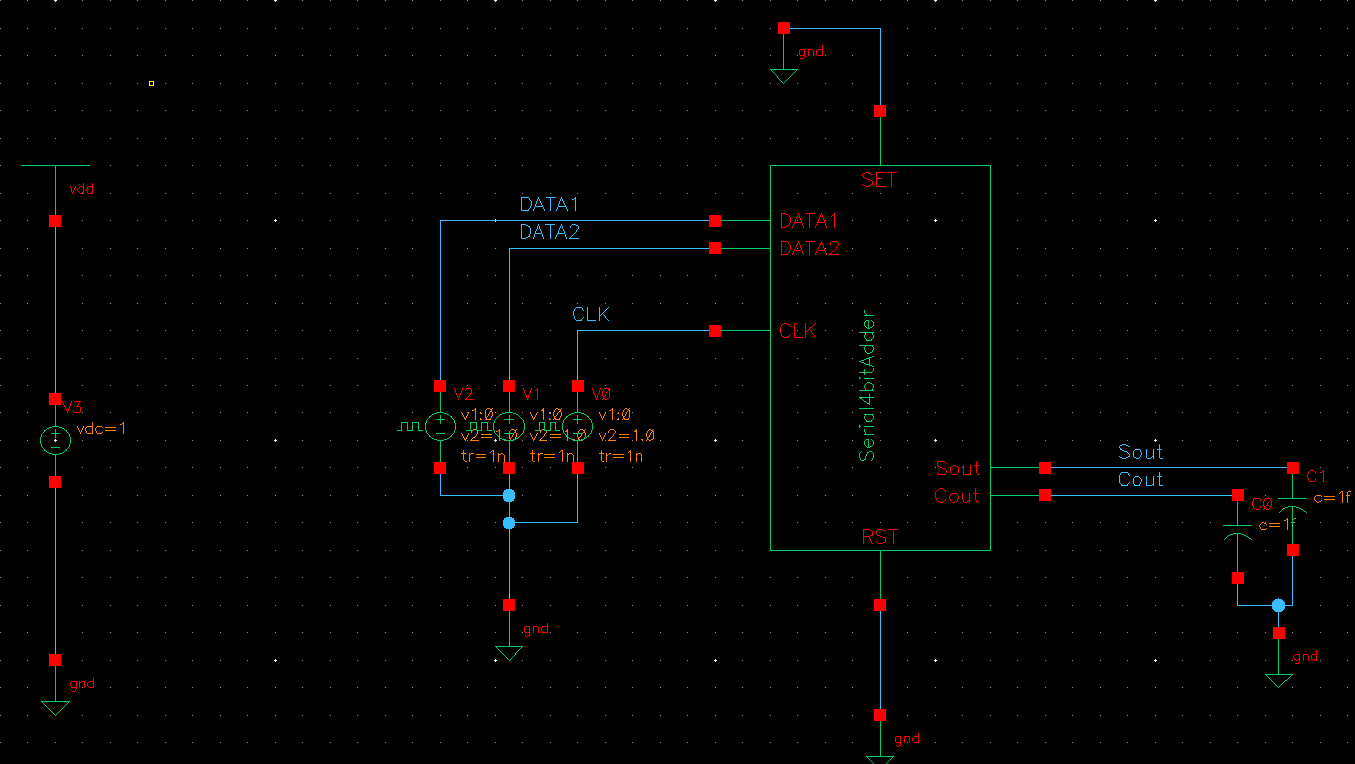 gnd
vdd
SET
DATA1
DATA1
DATA2
DATA2
CLK
CLK
Serial4bitAdder
V3
vdc=1
V2
v1:0
v2=1.0
tr=1n
V1
v1:0
v2=1.0
tr=1n
V0
v1:0
v2=1.0
tr=1n
Sout
Sout
Cout
Cout
C1
c=1f
C0
c=1f
RST
gnd
gnd
gnd
gnd